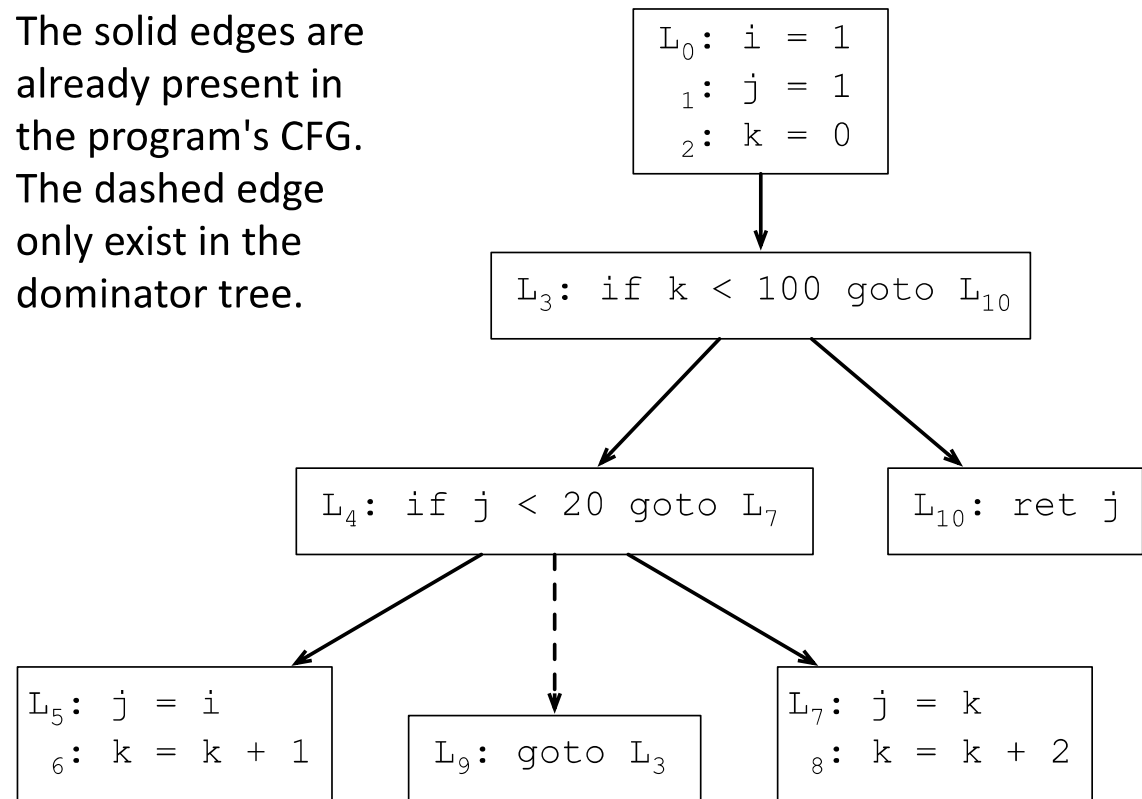 The solid edges are
already present in
the program's CFG.
The dashed edge
only exist in the
dominator tree.
L₀: i = 1
₁: j = 1
₂: k = 0
L₃: if k < 100 goto L₁₀
L₄: if j < 20 goto L₇
L₁₀: ret j
L₅: j = i
₆: k = k + 1
L₉: goto L₃
L₇: j = k
₈: k = k + 2